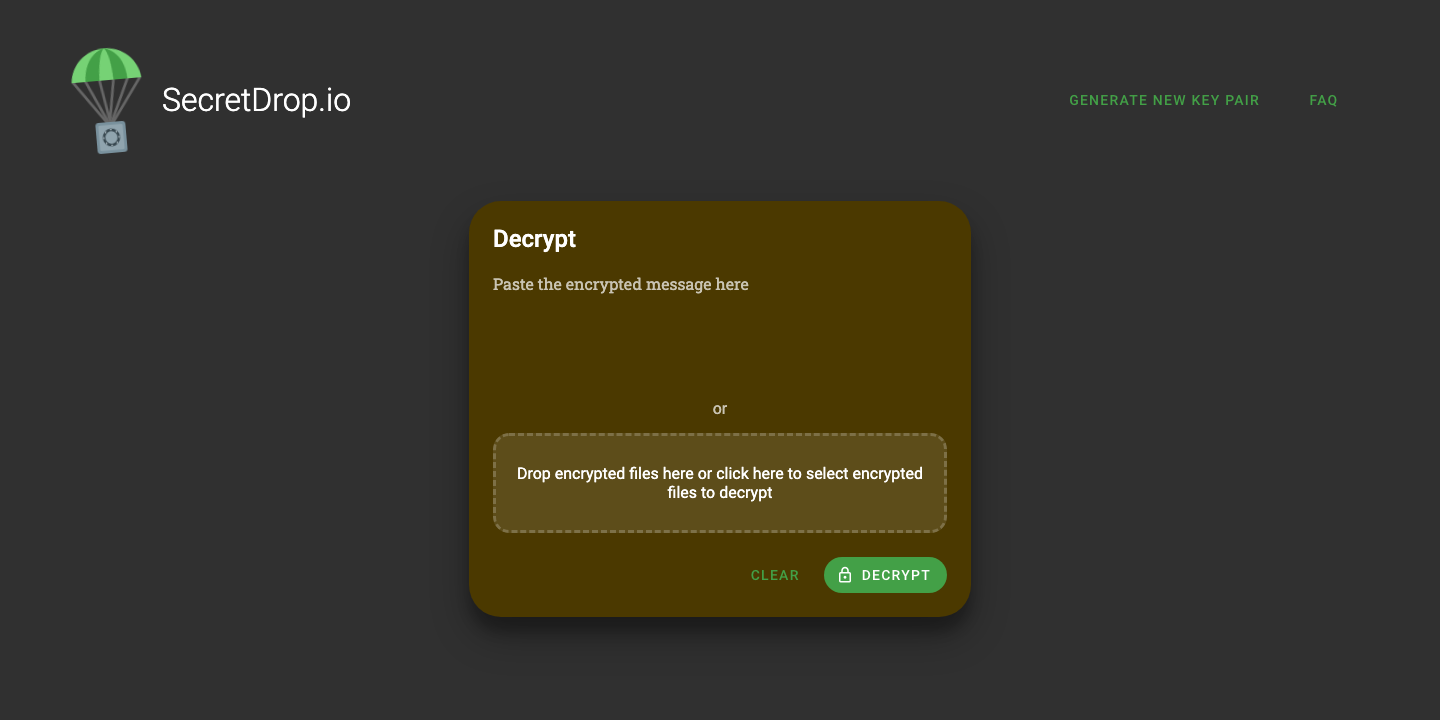 SecretDrop.io
GENERATE NEW KEY PAIR
FAQ
Decrypt
Paste the encrypted message here
or
Drop encrypted files here or click here to select encrypted
files to decrypt
CLEAR
DECRYPT